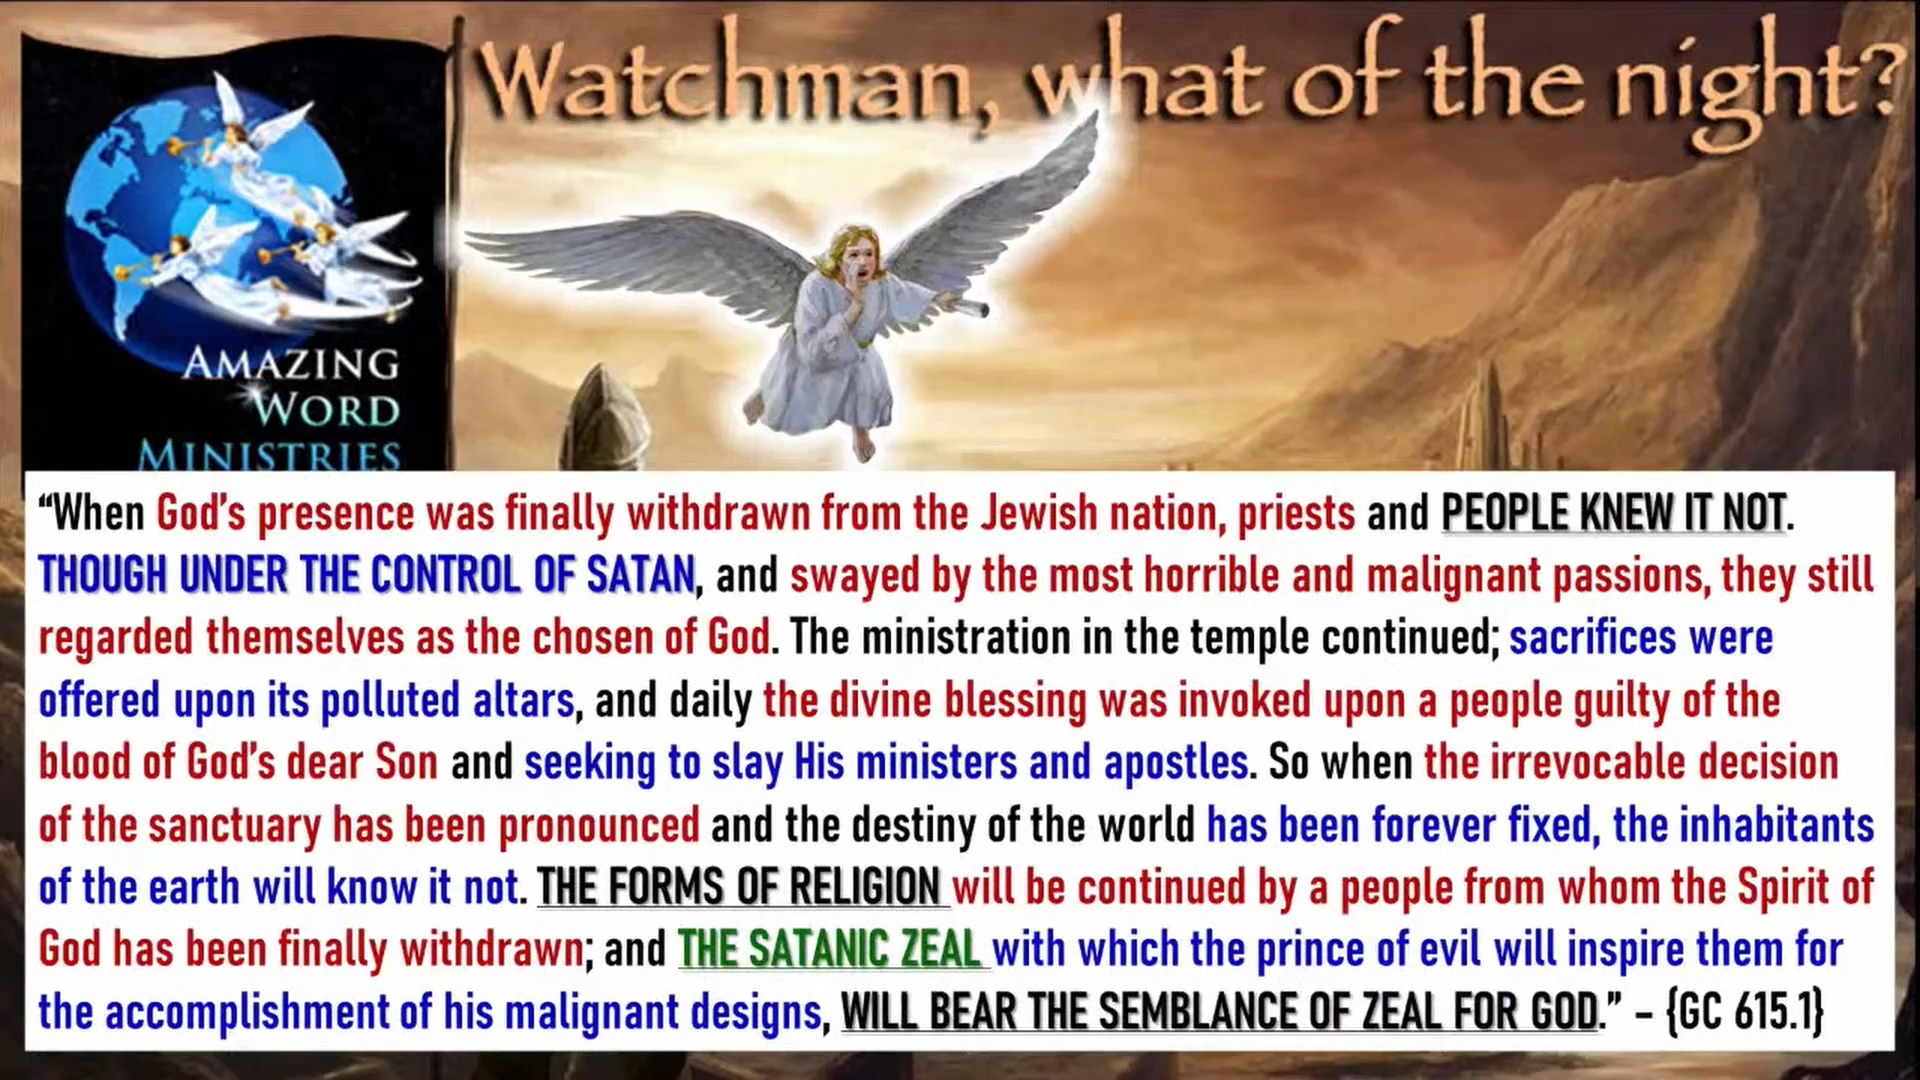 Watchman, what of the night?
AMAZING
WORD
MINISTRIES
“When God’s presence was finally withdrawn from the Jewish nation, priests and PEOPLE KNEW IT NOT.
THOUGH UNDER THE CONTROL OF SATAN, and swayed by the most horrible and malignant passions, they still
regarded themselves as the chosen of God. The ministration in the temple continued; sacrifices were
offered upon its polluted altars, and daily the divine blessing was invoked upon a people guilty of the
blood of God’s dear Son and seeking to slay His ministers and apostles. So when the irrevocable decision
of the sanctuary has been pronounced and the destiny of the world has been forever fixed, the inhabitants
of the earth will know it not. THE FORMS OF RELIGION will be continued by a people from whom the Spirit of
God has been finally withdrawn; and THE SATANIC ZEAL with which the prince of evil will inspire them for
the accomplishment of his malignant designs, WILL BEAR THE SEMBLANCE OF ZEAL FOR GOD.” – {GC 615.1}